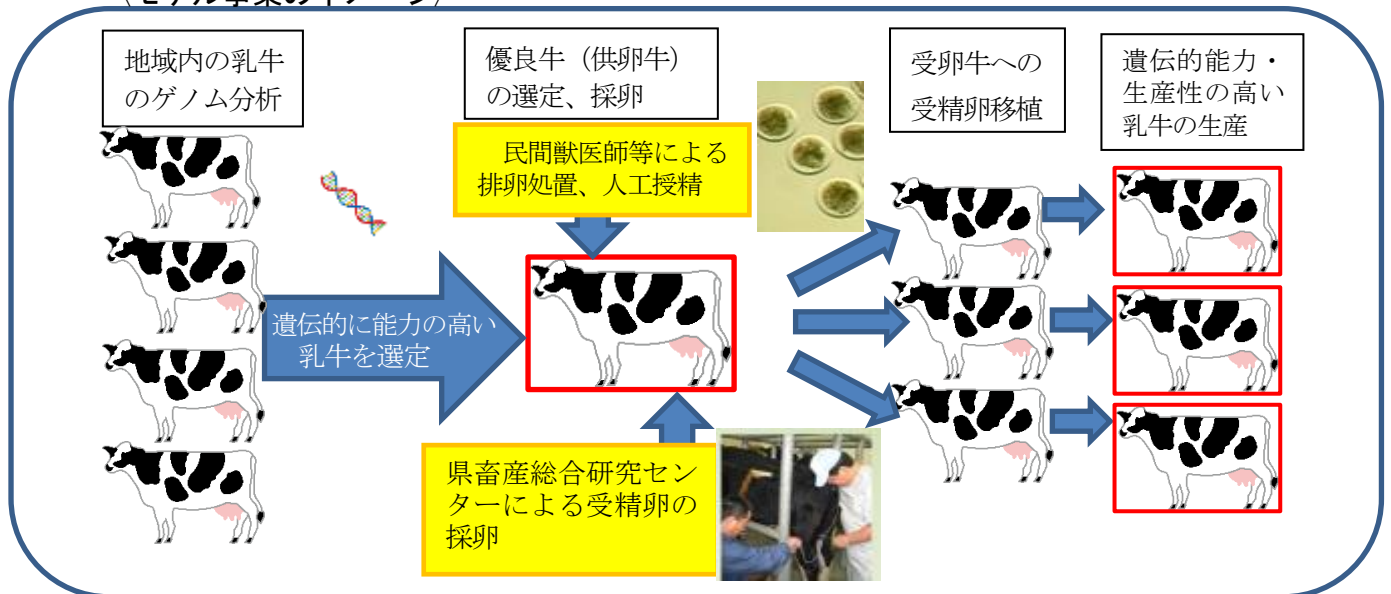 地域内の乳牛
のゲノム分析
優良牛（供卵牛）
の選定、採卵
民間獣医師等による
排卵処置、人工授精
受卵牛への
受精卵移植
遺伝的能力・
生産性の高い
乳牛の生産
遺伝的に能力の高い
乳牛を選定
県畜産総合研究セン
ターによる受精卵の
採卵